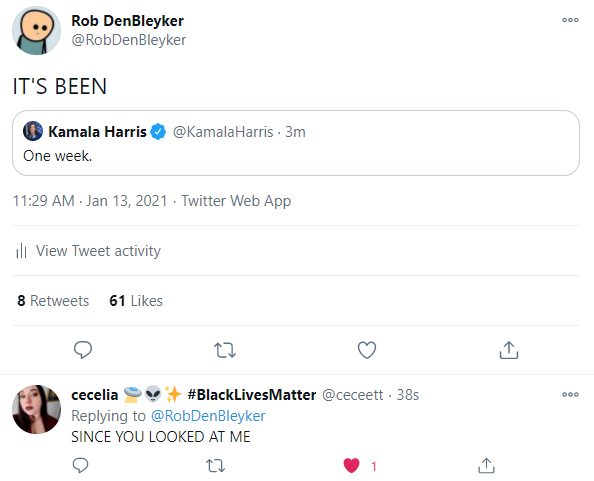 Rob DenBleyker
@RobDenBleyker
IT'S BEEN
Kamala Harris @KamalaHarris · 3m
One week.
11:29 AM · Jan 13, 2021 · Twitter Web App
View Tweet activity
8 Retweets 61 Likes
cecelia 🛸👽✨ #BlackLivesMatter @ceceett · 38s
Replying to @RobDenBleyker
SINCE YOU LOOKED AT ME
1